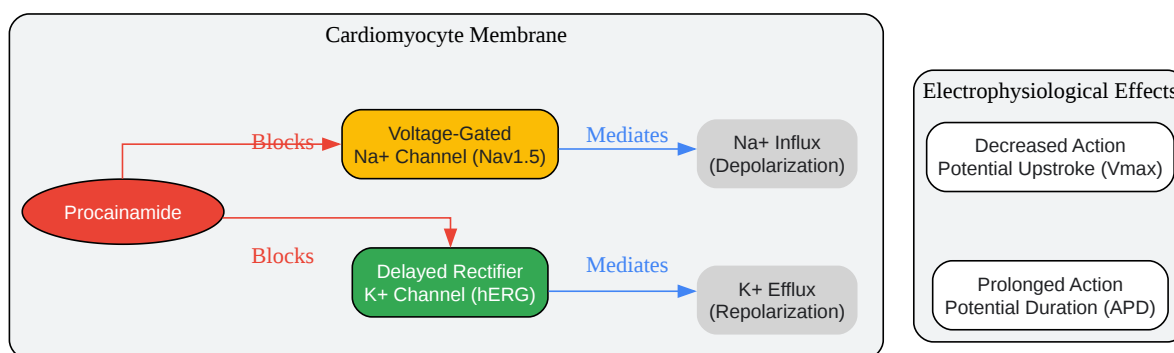 Cardiomyocyte Membrane
Electrophysiological Effects
Blocks
Voltage-Gated
Na+ Channel (Nav1.5)
Mediates
Na+ Influx
(Depolarization)
Decreased Action
Potential Upstroke (Vmax)
Procainamide
Blocks
Delayed Rectifier
K+ Channel (hERG)
Mediates
K+ Efflux
(Repolarization)
Prolonged Action
Potential Duration (APD)